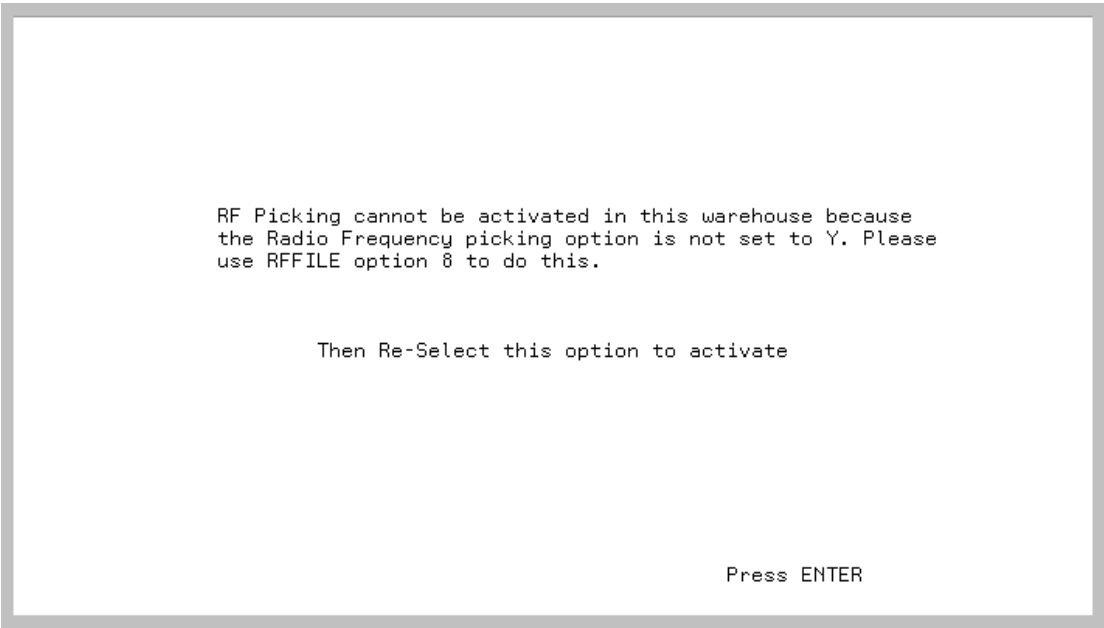 RF Picking cannot be activated in this warehouse because
the Radio Frequency picking option is not set to Y. Please
use RFFILE option 8 to do this.
Then Re-Select this option to activate
Press ENTER